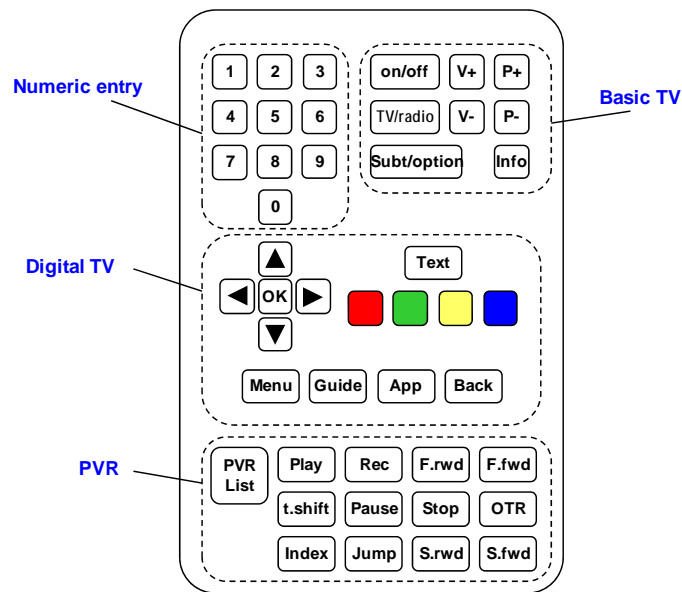 1 2 3 on/off V+ P+
Numeric entry
Basic TV
4 5 6 TV/radio V- P-
7 8 9 Subt/option Info
0
Digital TV
Text
OK
Menu Guide App Back
PVR
PVR List
Play Rec F.rwd F.fwd
t.shift Pause Stop OTR
Index Jump S.rwd S.fwd